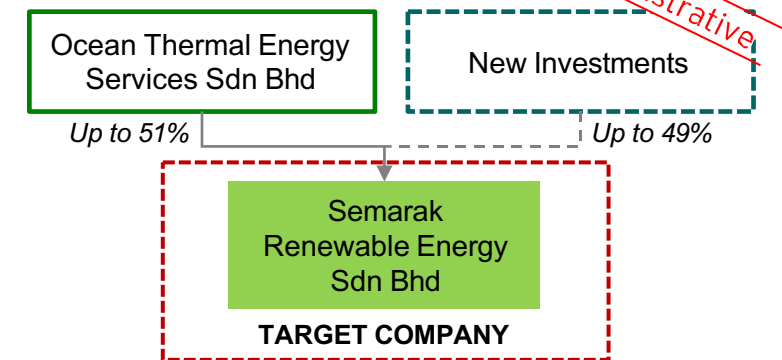 Ocean Thermal Energy
Services Sdn Bhd
New Investments
Up to 51%
Up to 49%
Semarak
Renewable Energy
Sdn Bhd
TARGET COMPANY